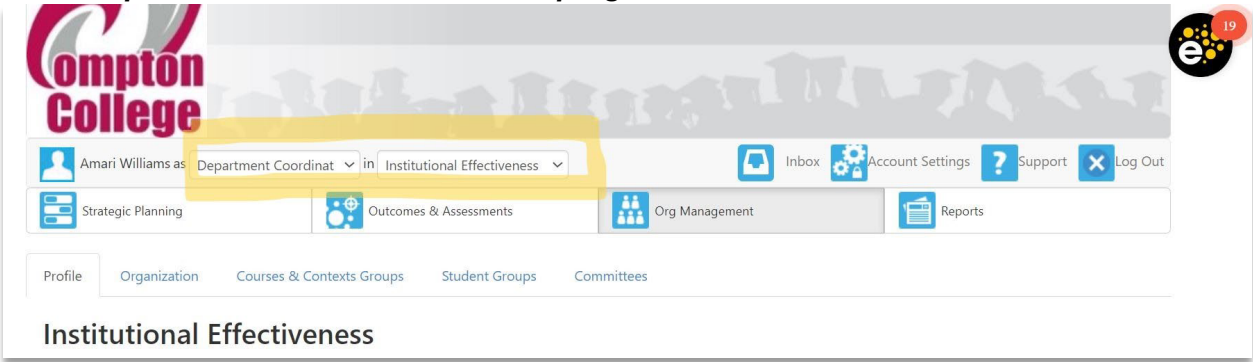 Compton
College
19
e
Amari Williams as Department Coordinat in Institutional Effectiveness Inbox Account Settings ? Support Log Out
Strategic Planning Outcomes & Assessments Org Management Reports
Profile Organization Courses & Contexts Groups Student Groups Committees
Institutional Effectiveness